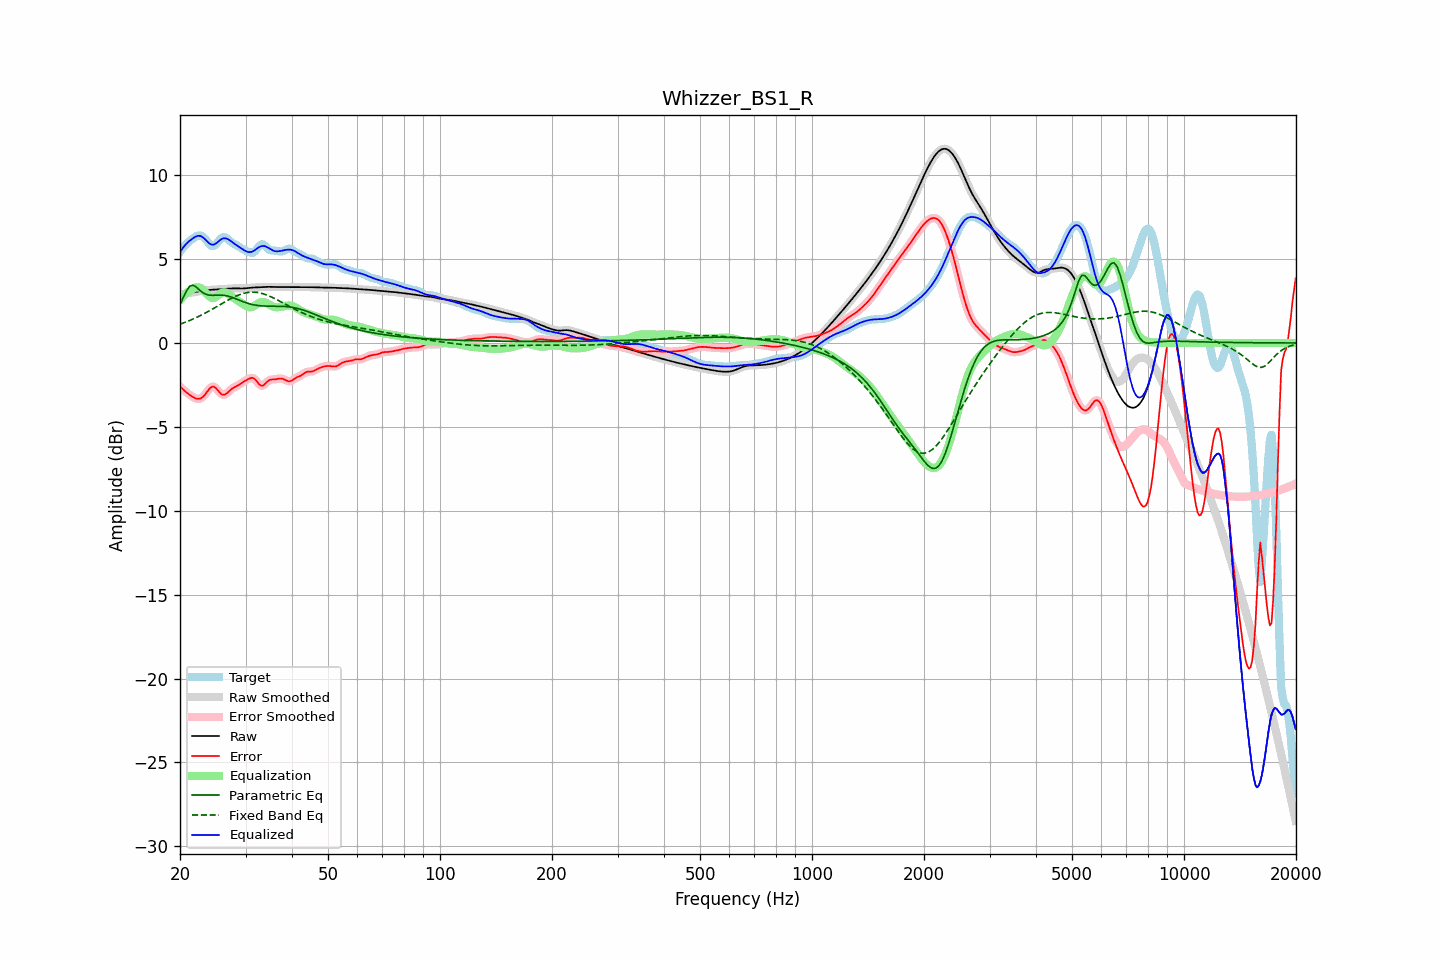 Whizzer_BS1_R
Amplitude (dBr)
10
5
0
−5
−10
−15
−20
−25
−30
Target
Raw Smoothed
Error Smoothed
Raw
Error
Equalization
Parametric Eq
Fixed Band Eq
Equalized
20 50 100 200 500 1000 2000 5000 10000 20000
Frequency (Hz)